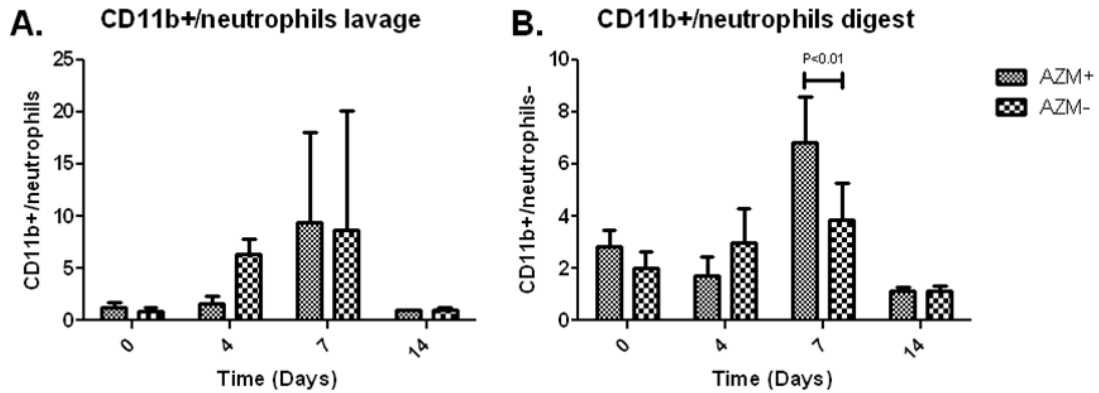 A. CD11b+/neutrophils lavage
CD11b+/neutrophils
25
20
15
10
5
0
0 4 7 14
Time (Days)
B. CD11b+/neutrophils digest
CD11b+/neutrophils-
10
8
6
4
2
0
P<0.01
0 4 7 14
Time (Days)
AZM+
AZM-